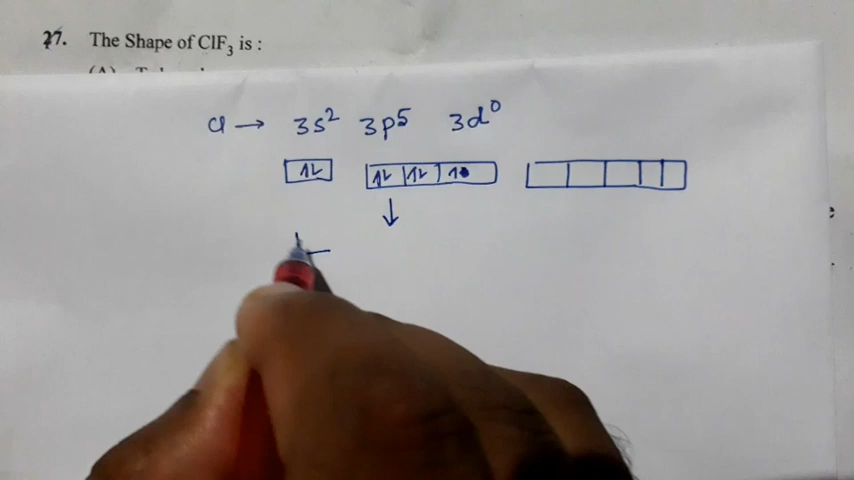 27. The Shape of ClF3 is :
(A)
Cl → 3s² 3p⁵ 3d⁰